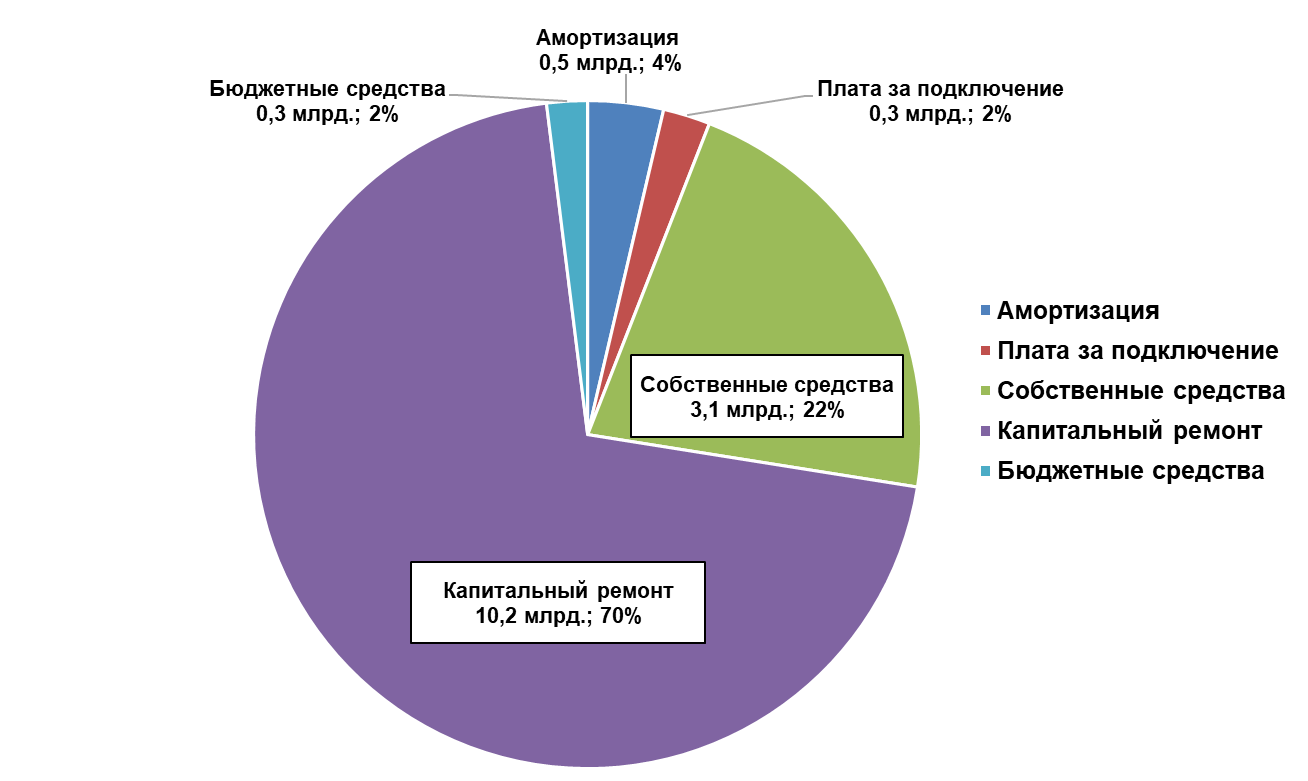 Амортизация
0,5 млрд.; 4%
Бюджетные средства
0,3 млрд.; 2%
Плата за подключение
0,3 млрд.; 2%
Собственные средства
3,1 млрд.; 22%
Капитальный ремонт
10,2 млрд.; 70%
Амортизация
Плата за подключение
Собственные средства
Капитальный ремонт
Бюджетные средства